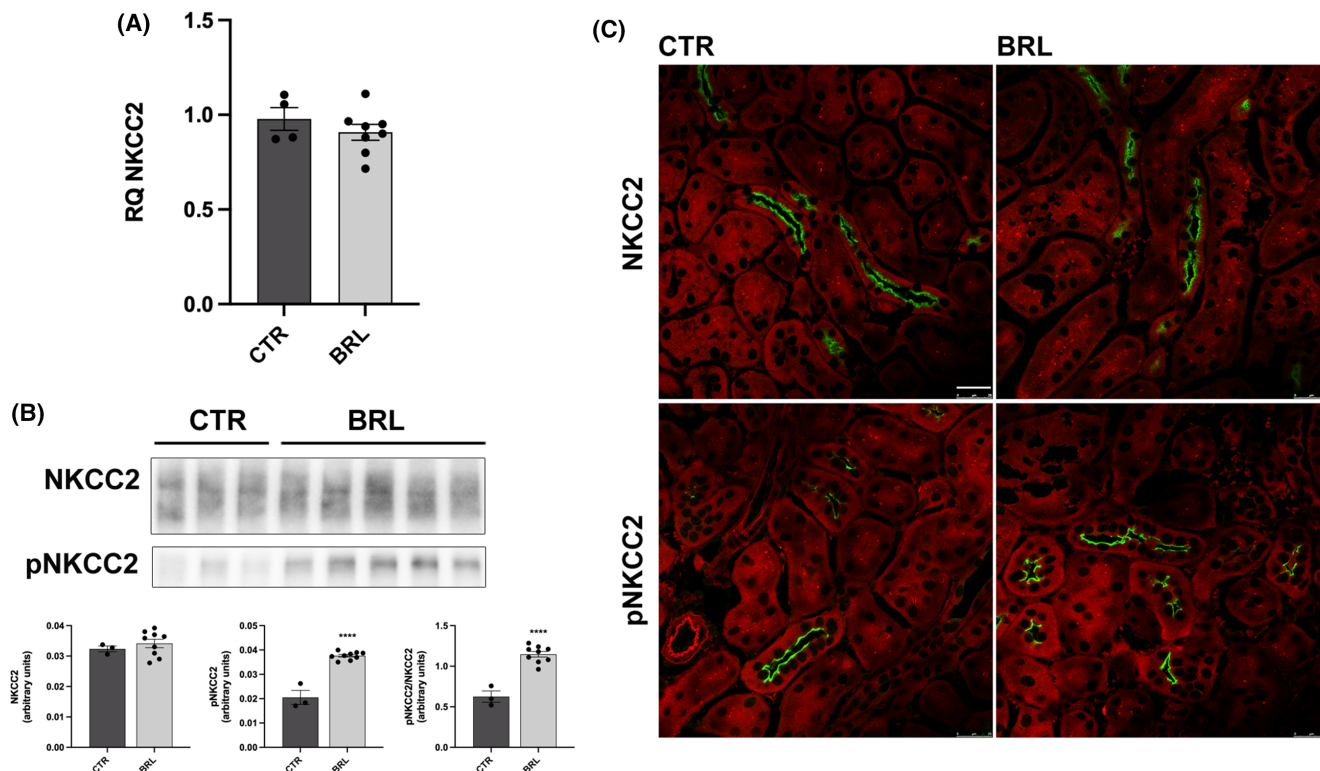 (A)
1.5
1.0
0.5
0.0
RQ NKCC2
CTR
BRL
(B)
CTR BRL
NKCC2
pNKCC2
0.04
0.03
0.02
0.01
0.00
NKCC2
(arbitrary units)
CTR
BRL
0.05
0.04
0.03
0.02
0.01
0.00
pNKCC2
(arbitrary units)
****
CTR
BRL
1.5
1.0
0.5
0.0
pNKCC2/NKCC2
(arbitrary units)
****
CTR
BRL
(C)
CTR BRL
NKCC2
pNKCC2